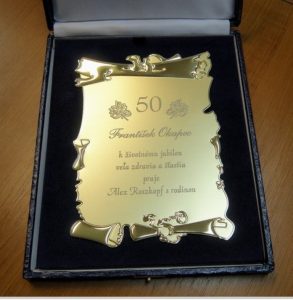 50
František Okapec
k životnému jubileu
veľa zdravia a šťastia
praje
Alex Roszkopf s rodinou